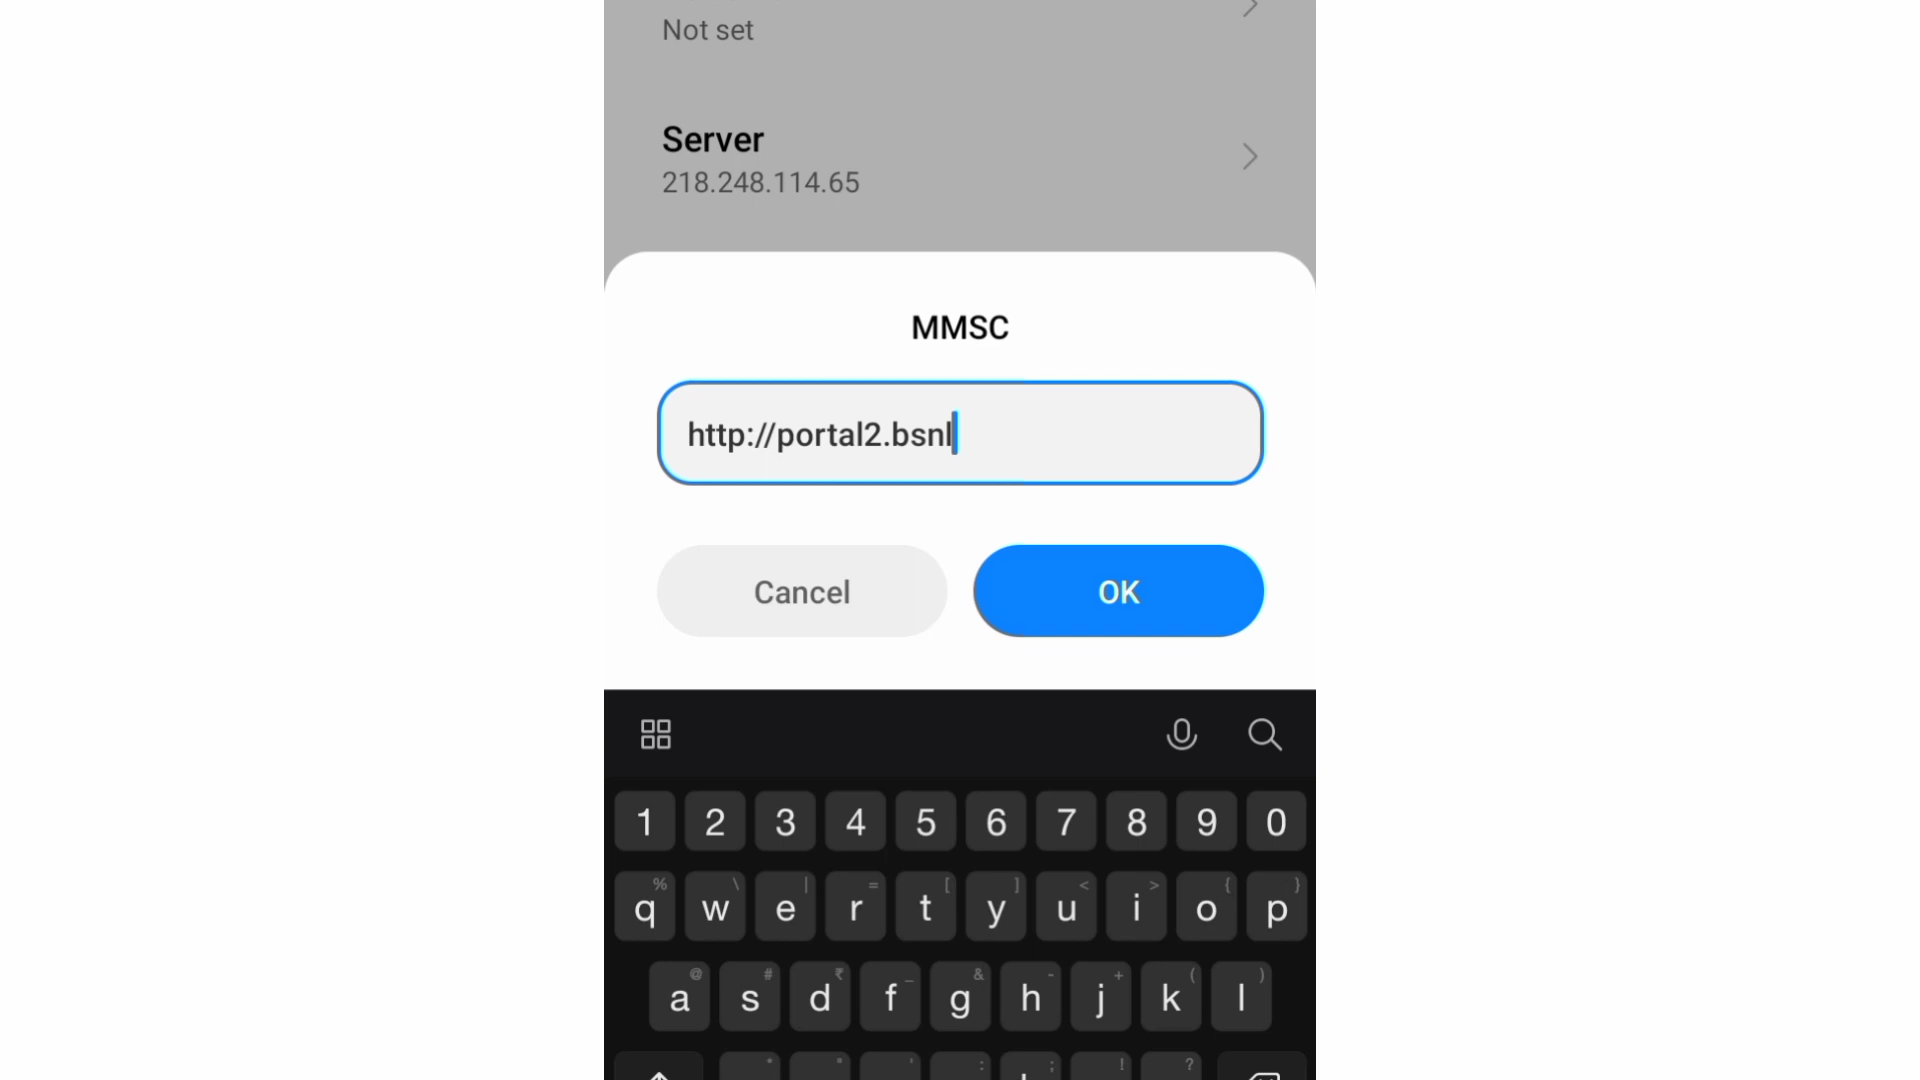 Not set
Server
218.248.114.65
MMSC
http://portal2.bsnl
Cancel
OK
1 2 3 4 5 6 7 8 9 0
% \ | = [ ] < > { }
q w e r t y u i o p
@ # ₹ _ & - + ( )
a s d f g h j k l
* " ' : ; ! ?